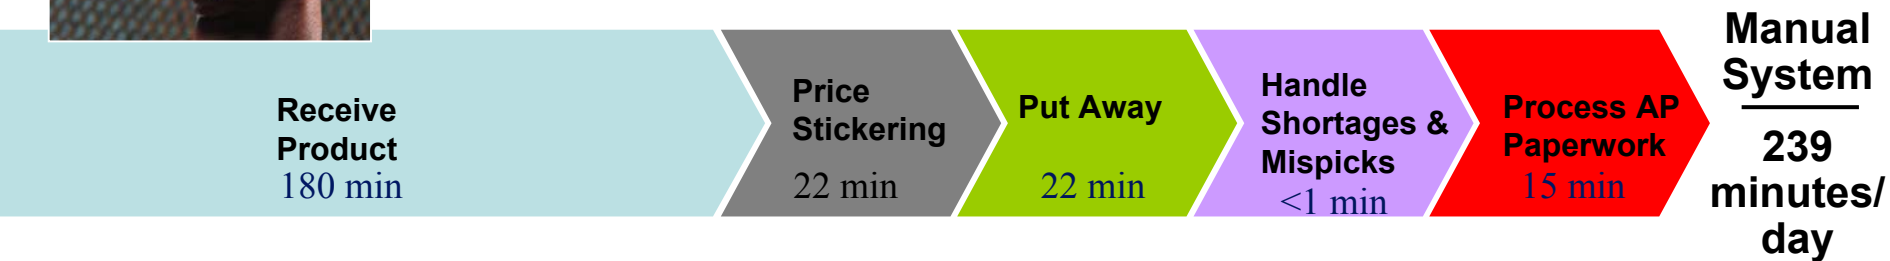 Receive
Product
180 min
Price
Stickering
22 min
Put Away
22 min
Handle
Shortages &
Mispicks
<1 min
Process AP
Paperwork
15 min
Manual
System
239
minutes/
day